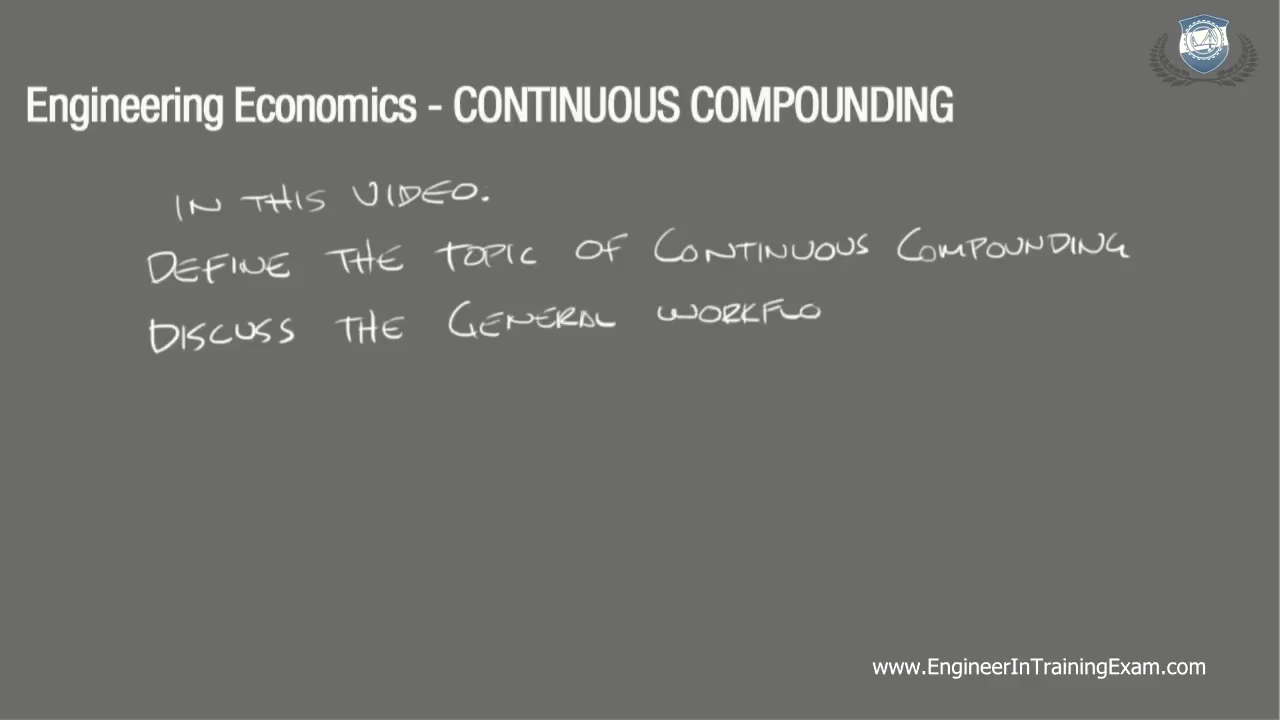 Engineering Economics - CONTINUOUS COMPOUNDING
IN THIS VIDEO:
DEFINE THE TOPIC OF CONTINUOUS COMPOUNDING
DISCUSS THE GENERAL WORKFLO
www.EngineerInTrainingExam.com